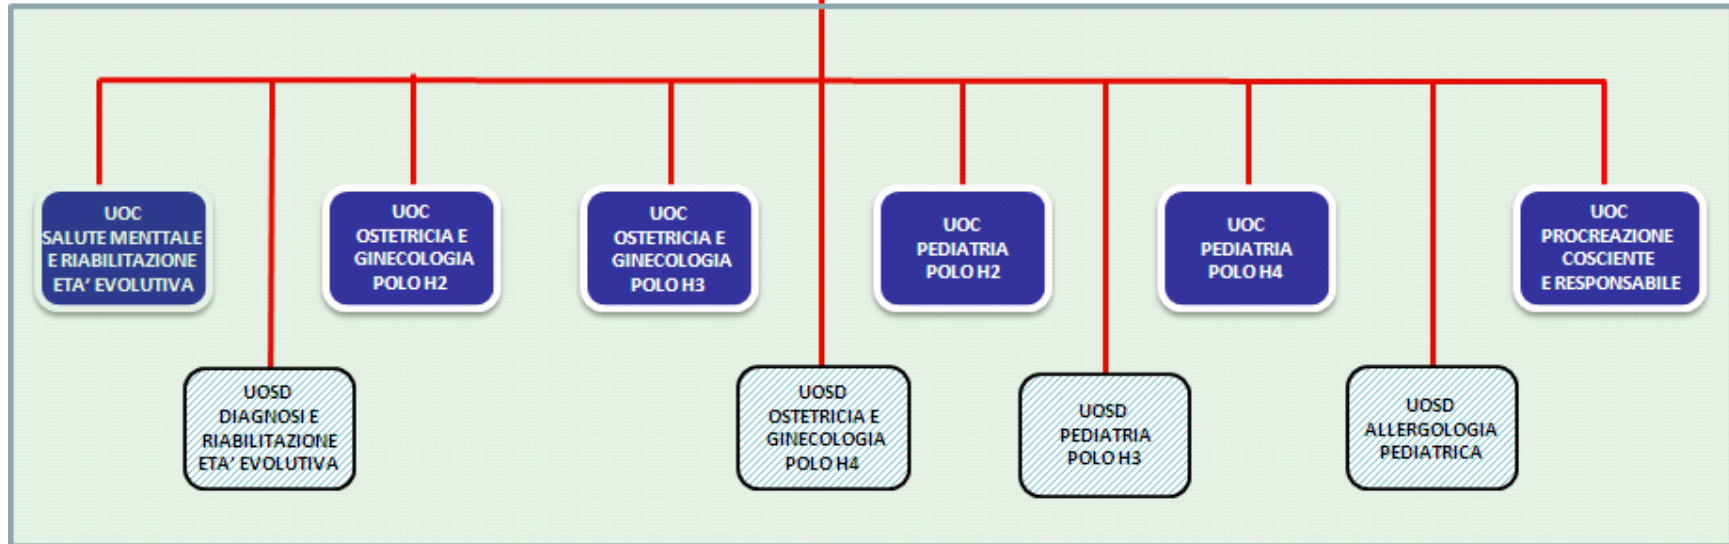 UOC
SALUTE MENTTALE
E RIABILITAZIONE
ETA' EVOLUTIVA
UOC
OSTETRICIA E
GINECOLOGIA
POLO H2
UOC
OSTETRICIA E
GINECOLOGIA
POLO H3
UOC
PEDIATRIA
POLO H2
UOC
PEDIATRIA
POLO H4
UOC
PROCREAZIONE
COSCIENTE
E RESPONSABILE
UOSD
DIAGNOSI E
RIABILITAZIONE
ETA' EVOLUTIVA
UOSD
OSTETRICIA E
GINECOLOGIA
POLO H4
UOSD
PEDIATRIA
POLO H3
UOSD
ALLERGOLOGIA
PEDIATRICA